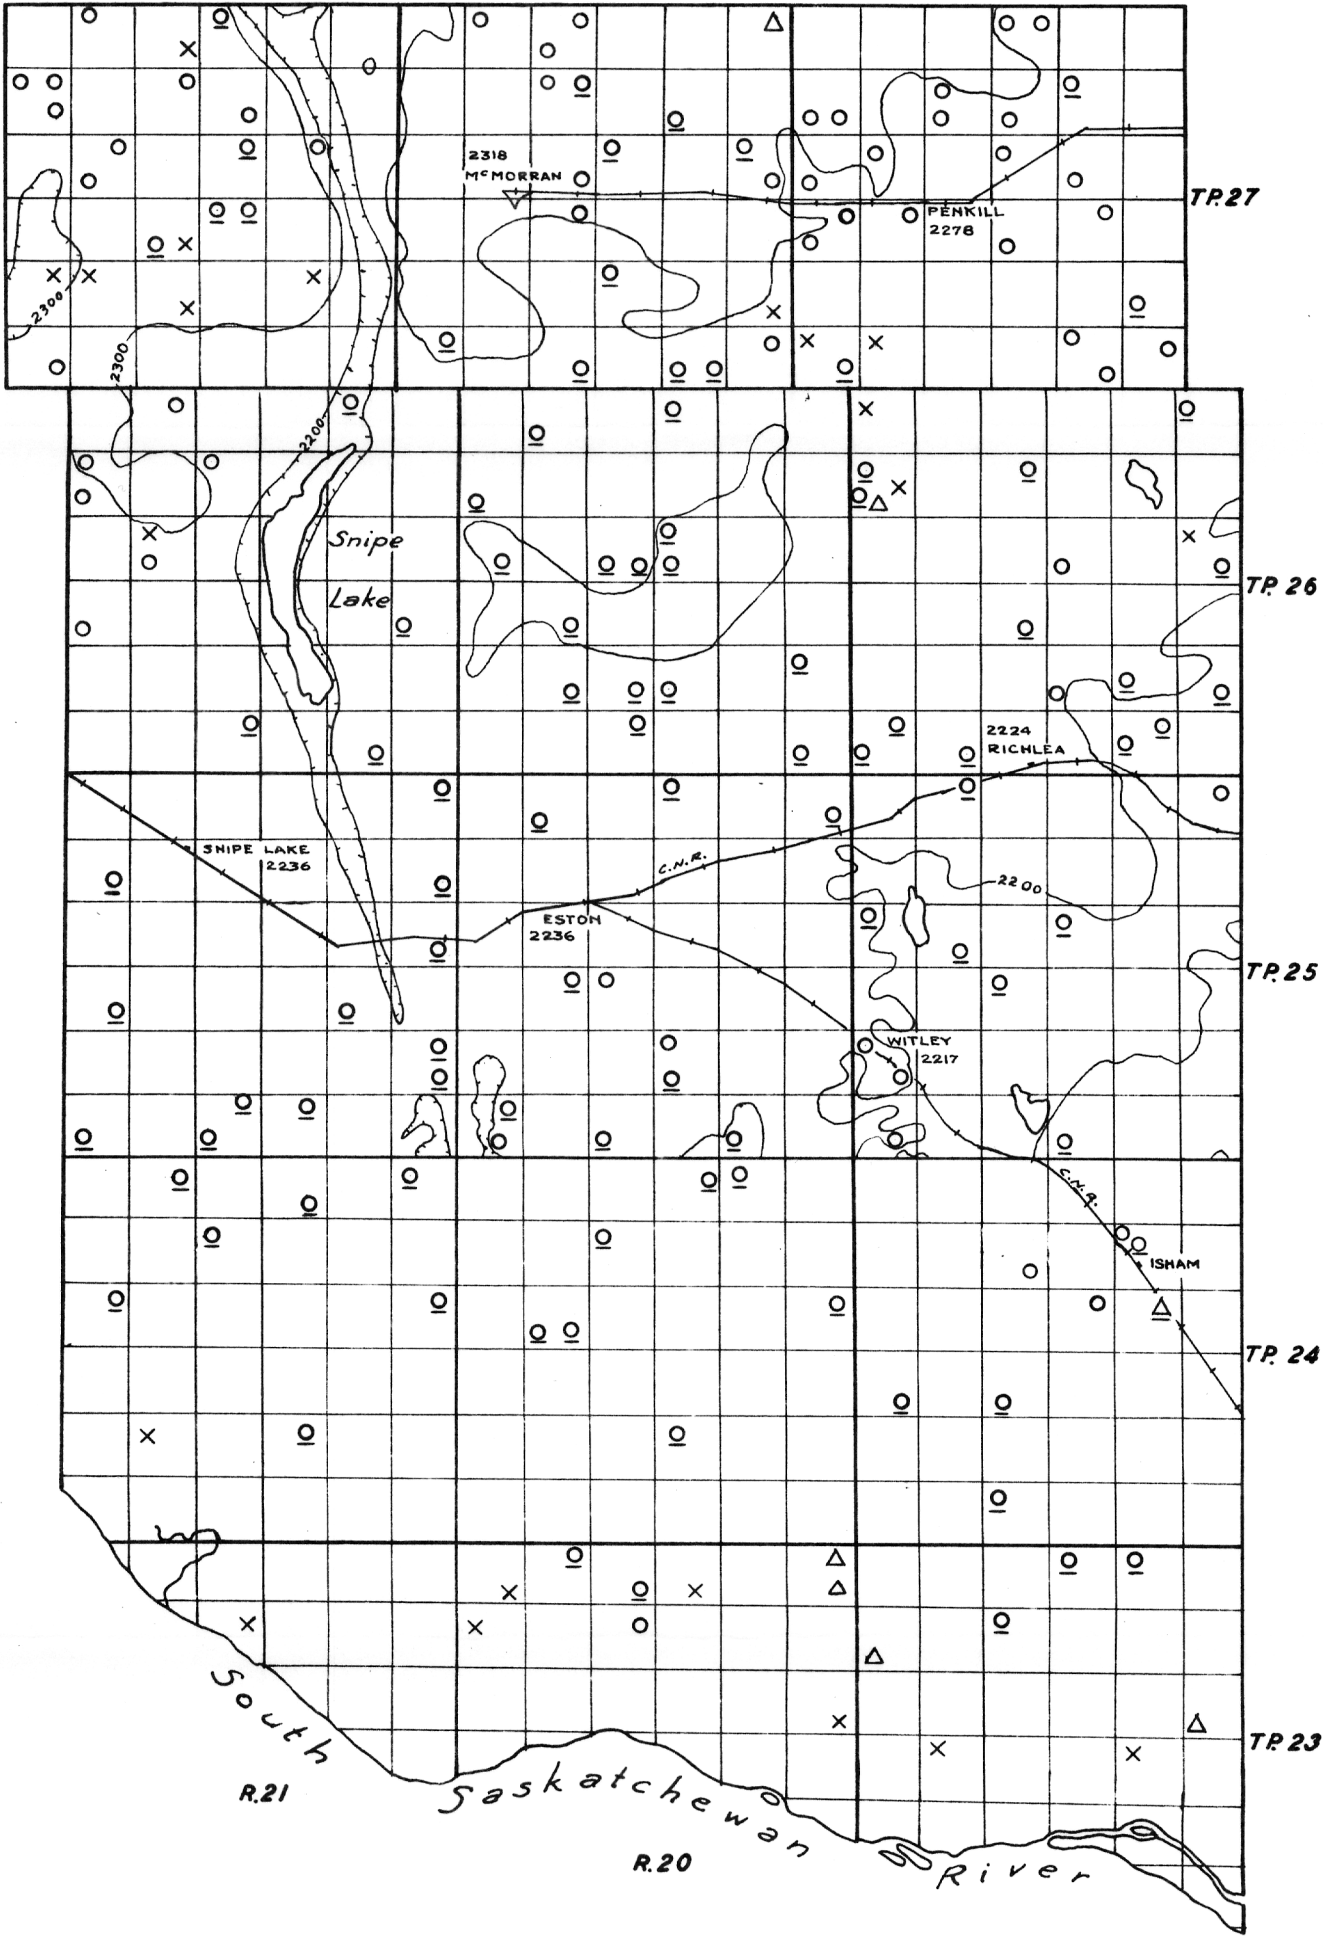 2318
McMORRAN
TP. 27
PENKILL
2278
2300
2300
2200
Snipe
Lake
TP. 26
2224
RICHLEA
SNIPE LAKE
2236
C.N.R.
2200
ESTON
2236
TP. 25
WITLEY
2217
C.N.R.
ISHAM
TP. 24
TP. 23
South
Saskatchewan
River
R.21
R.20